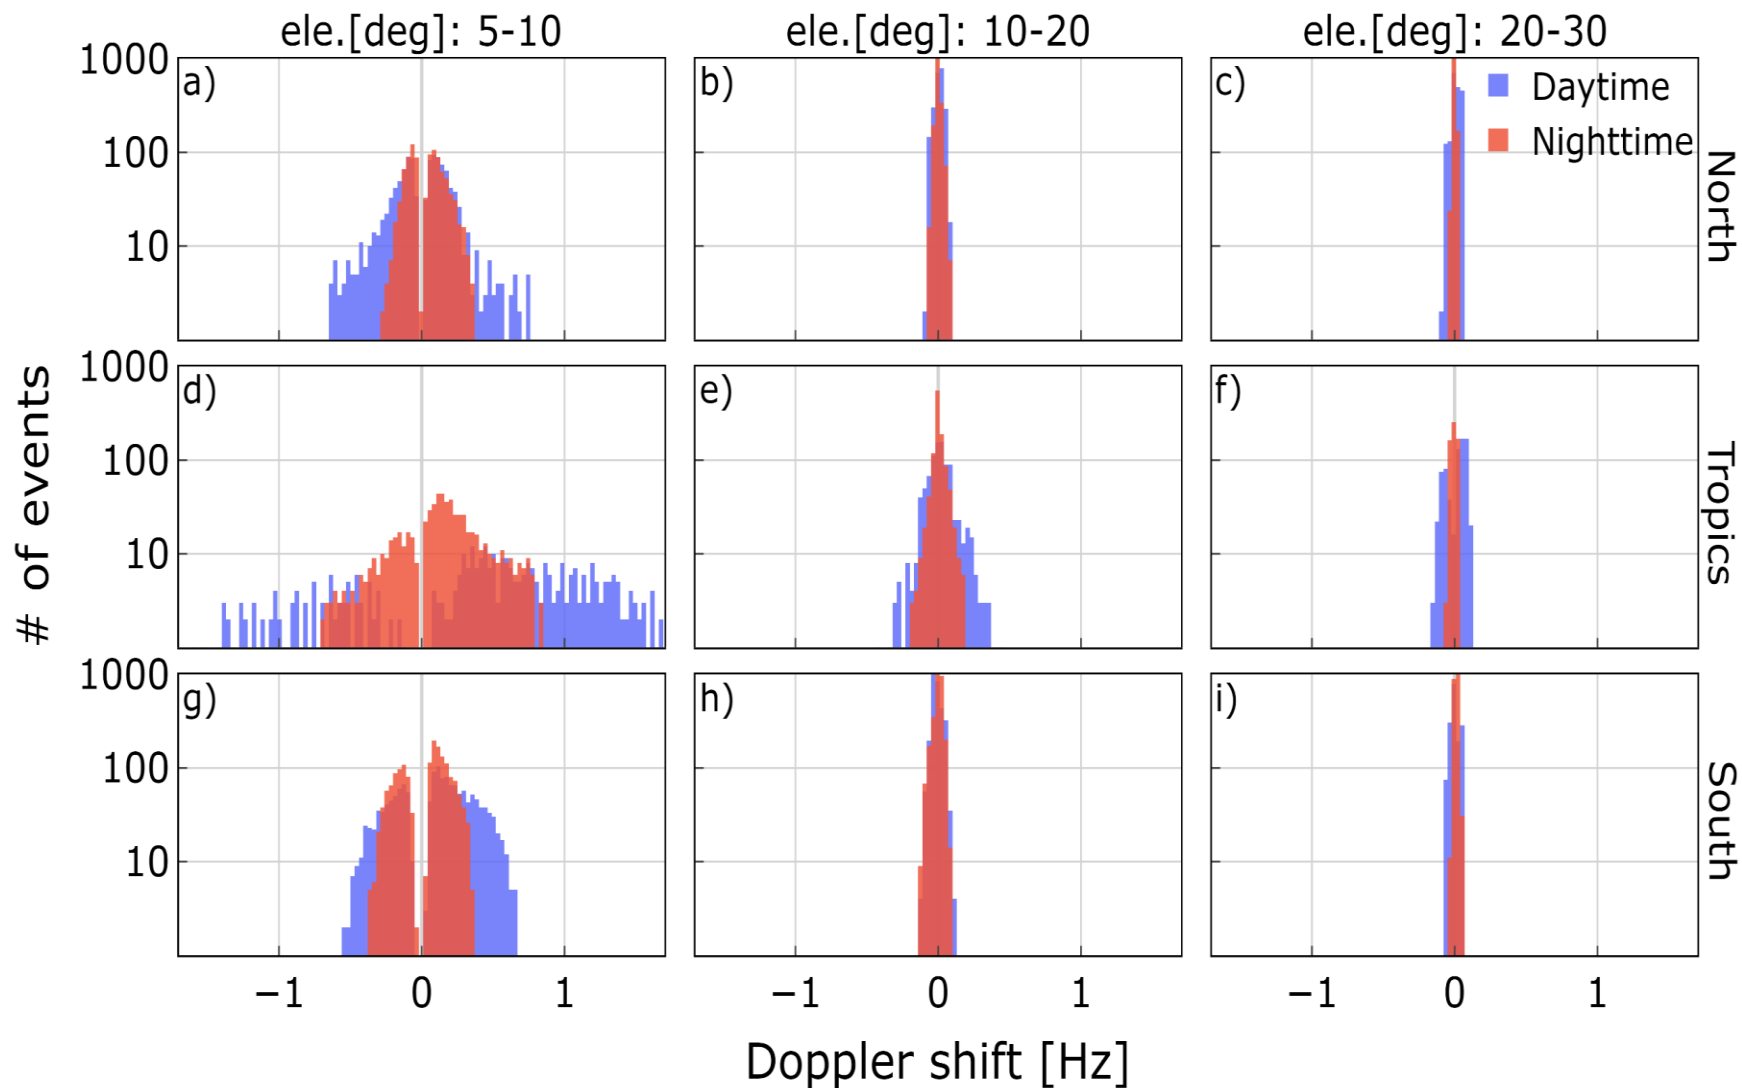 ele.[deg]: 5-10 ele.[deg]: 10-20 ele.[deg]: 20-30
1000
a)
b)
c)
Daytime
Nighttime
100
10
North
1000
d)
e)
f)
100
10
Tropics
1000
g)
h)
i)
100
10
South
# of events
−1 0 1 −1 0 1 −1 0 1
Doppler shift [Hz]